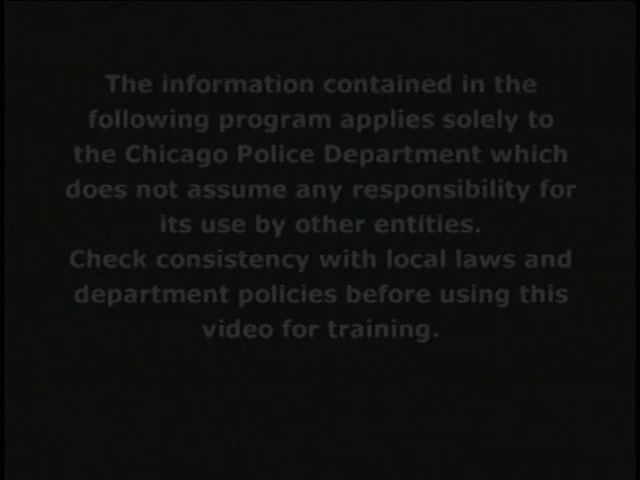 The information contained in the
following program applies solely to
the Chicago Police Department which
does not assume any responsibility for
its use by other entities.
Check consistency with local laws and
department policies before using this
video for training.